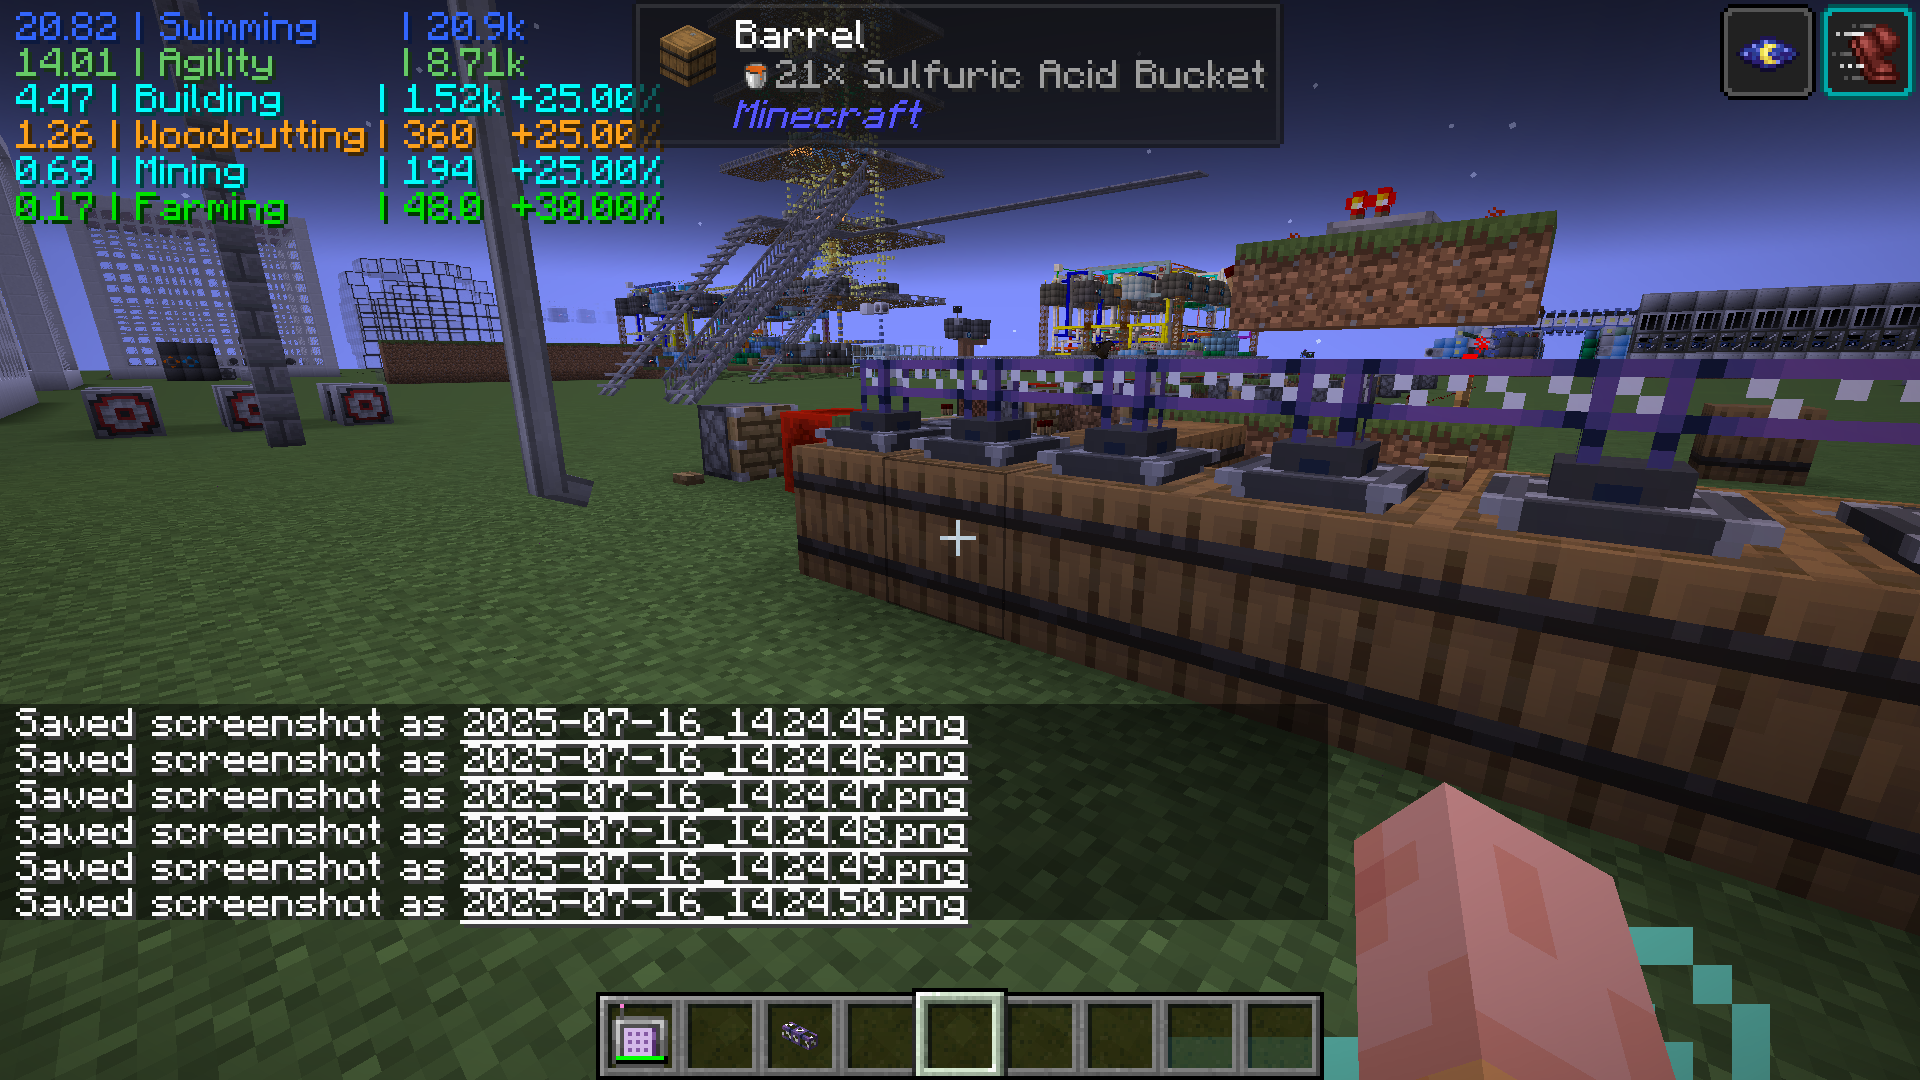 20.82 | Swimming | 20.9k
14.01 | Agility | 8.71k
4.47 | Building | 1.52k +25.00%
1.26 | Woodcutting | 360 +25.00%
0.69 | Mining | 194 +25.00%
0.17 | Farming | 48.0 +30.00%
Barrel
21× Sulfuric Acid Bucket
Minecraft
Saved screenshot as 2025-07-16_14.24.45.png
Saved screenshot as 2025-07-16_14.24.46.png
Saved screenshot as 2025-07-16_14.24.47.png
Saved screenshot as 2025-07-16_14.24.48.png
Saved screenshot as 2025-07-16_14.24.49.png
Saved screenshot as 2025-07-16_14.24.50.png